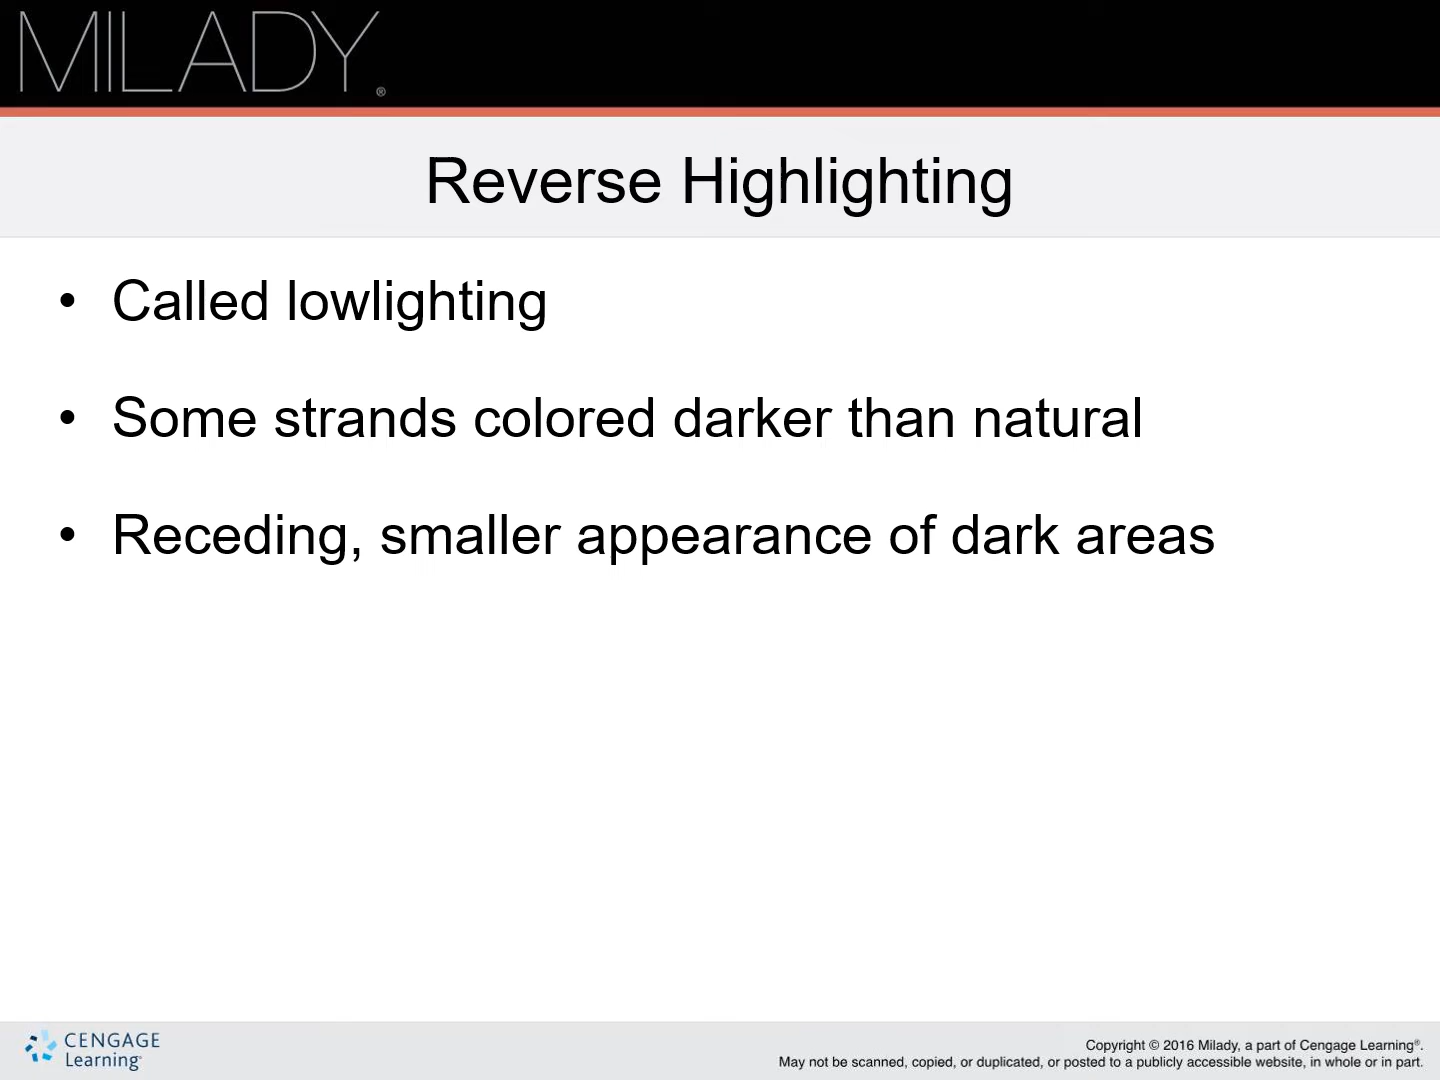 MILADY®
Reverse Highlighting
• Called lowlighting
• Some strands colored darker than natural
• Receding, smaller appearance of dark areas
CENGAGE
Learning®
Copyright © 2016 Milady, a part of Cengage Learning®.
May not be scanned, copied, or duplicated, or posted to a publicly accessible website, in whole or in part.